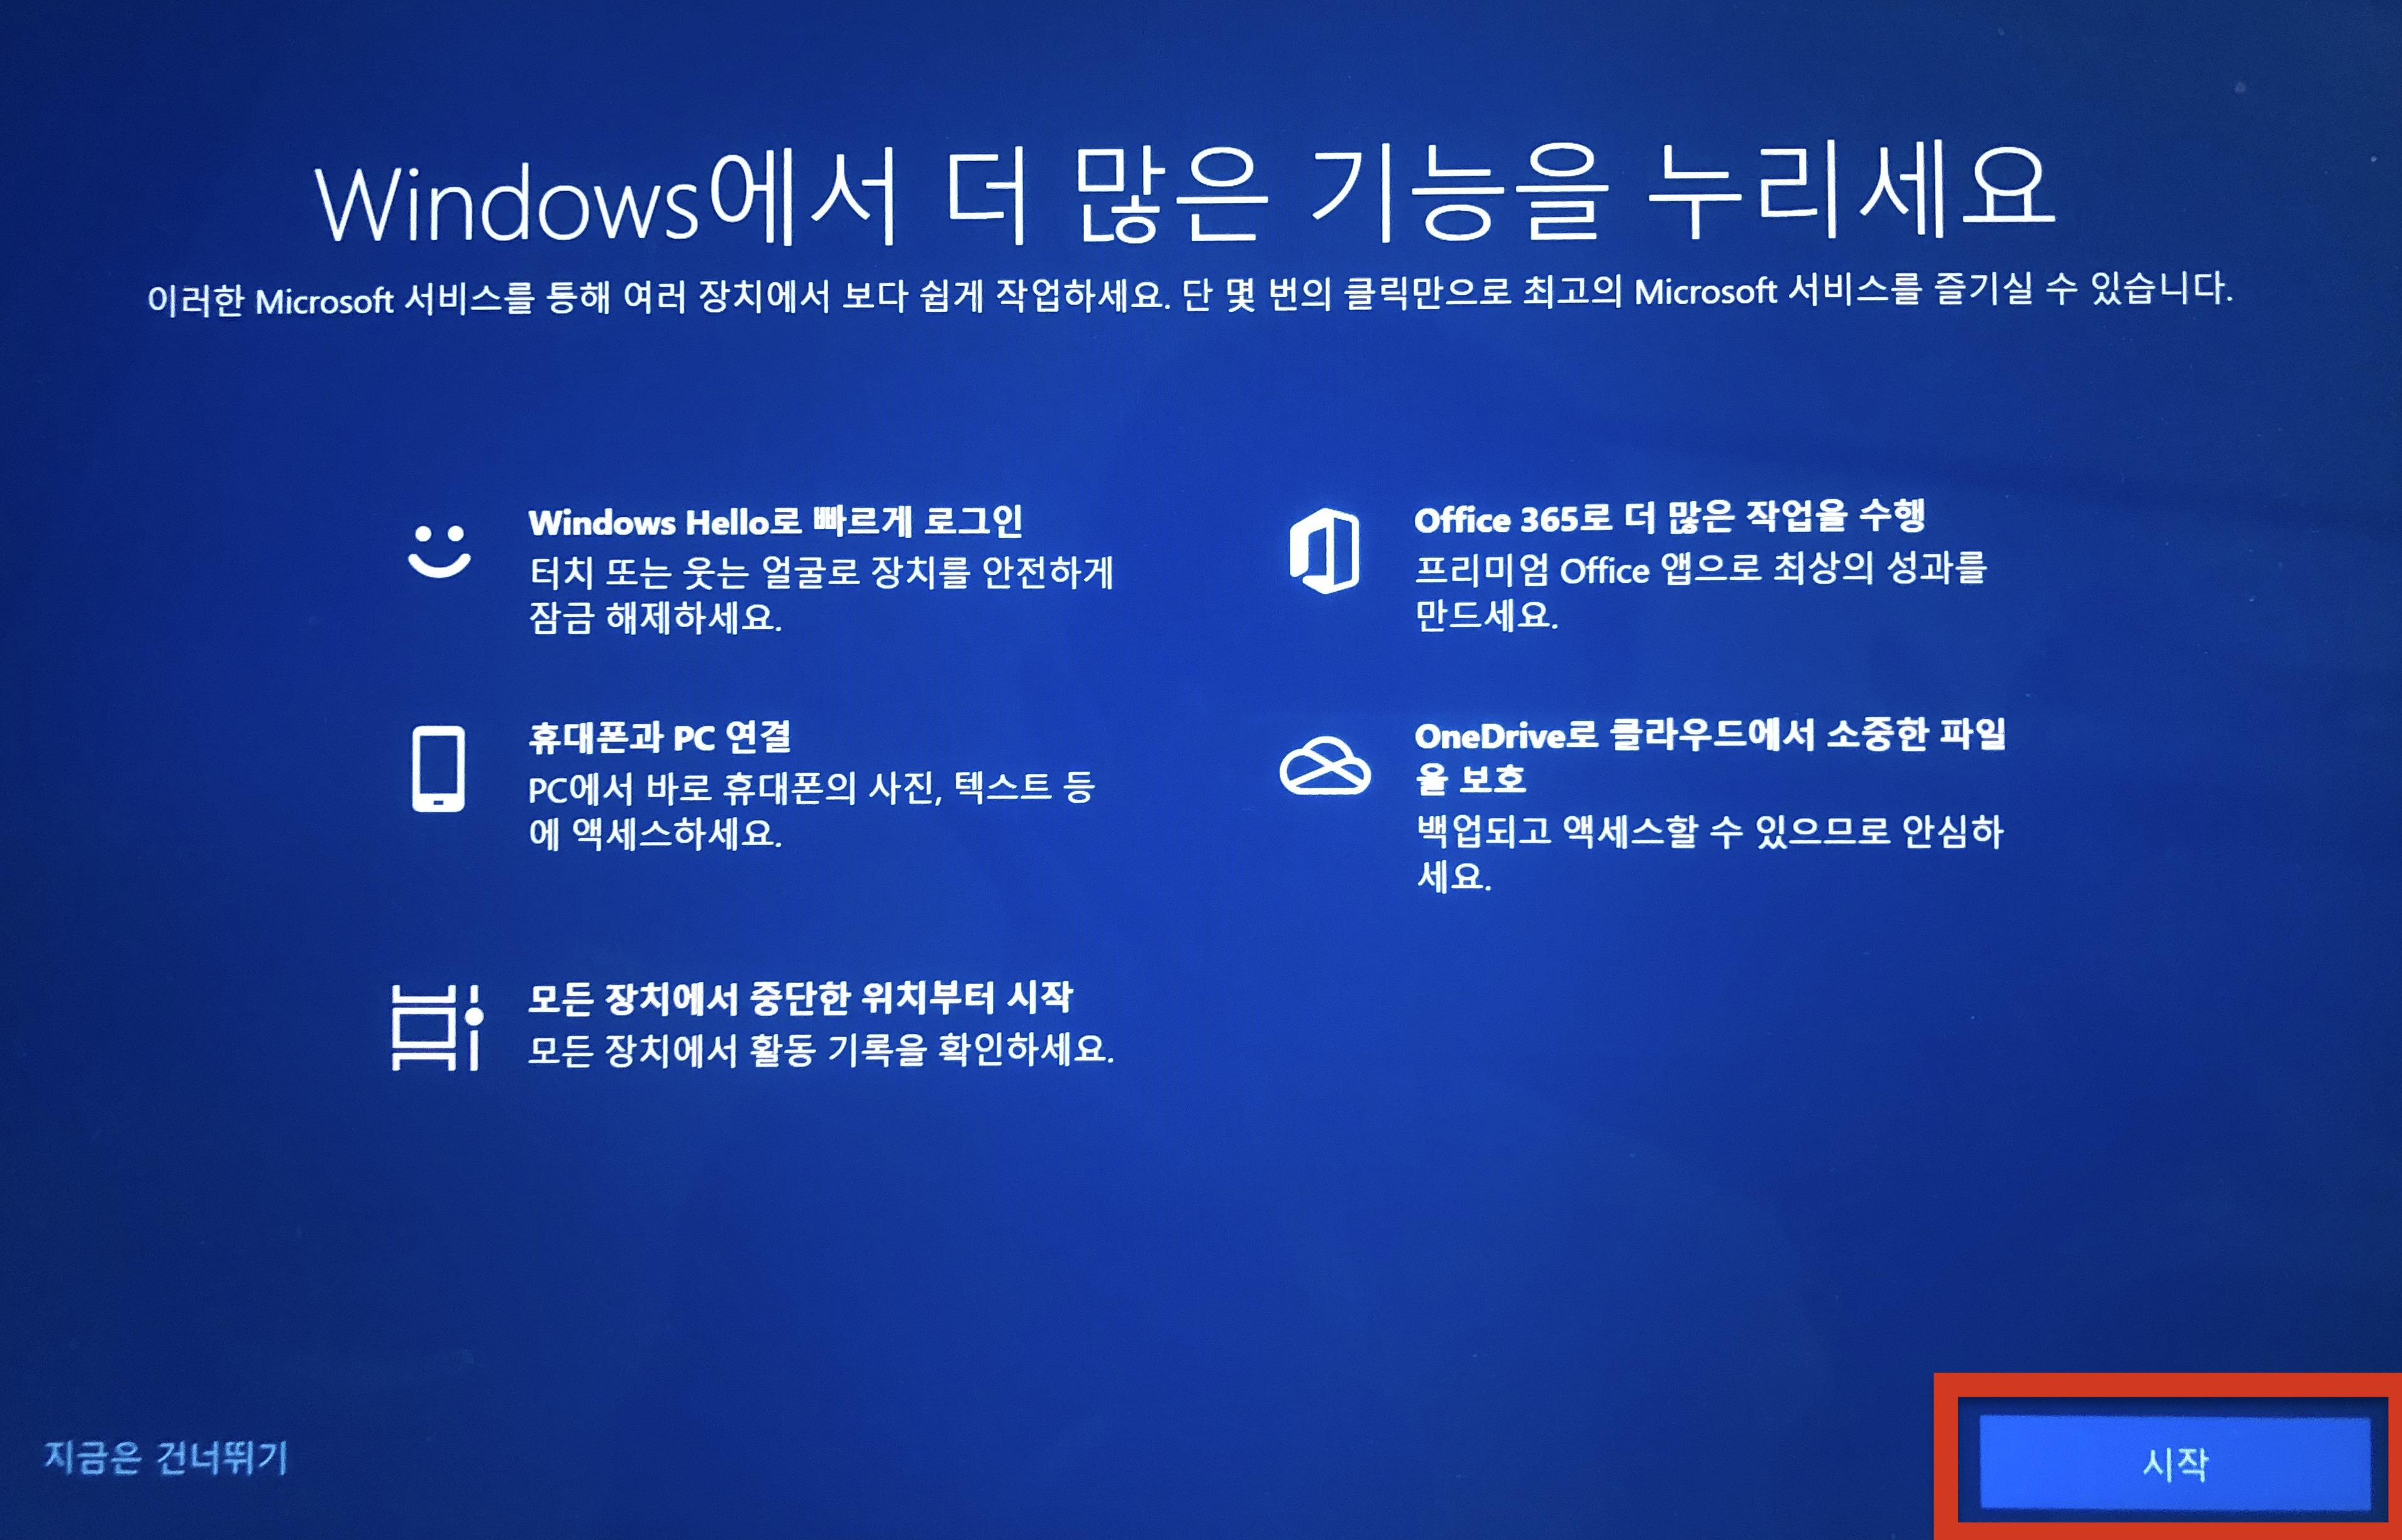 Windows에서 더 많은 기능을 누리세요
이러한 Microsoft 서비스를 통해 여러 장치에서 보다 쉽게 작업하세요. 단 몇 번의 클릭만으로 최고의 Microsoft 서비스를 즐기실 수 있습니다.
Windows Hello로 빠르게 로그인
터치 또는 웃는 얼굴로 장치를 안전하게
잠금 해제하세요.
휴대폰과 PC 연결
PC에서 바로 휴대폰의 사진, 텍스트 등
에 액세스하세요.
모든 장치에서 중단한 위치부터 시작
모든 장치에서 활동 기록을 확인하세요.
Office 365로 더 많은 작업을 수행
프리미엄 Office 앱으로 최상의 성과를
만드세요.
OneDrive로 클라우드에서 소중한 파일
을 보호
백업되고 액세스할 수 있으므로 안심하
세요.
지금은 건너뛰기
시작